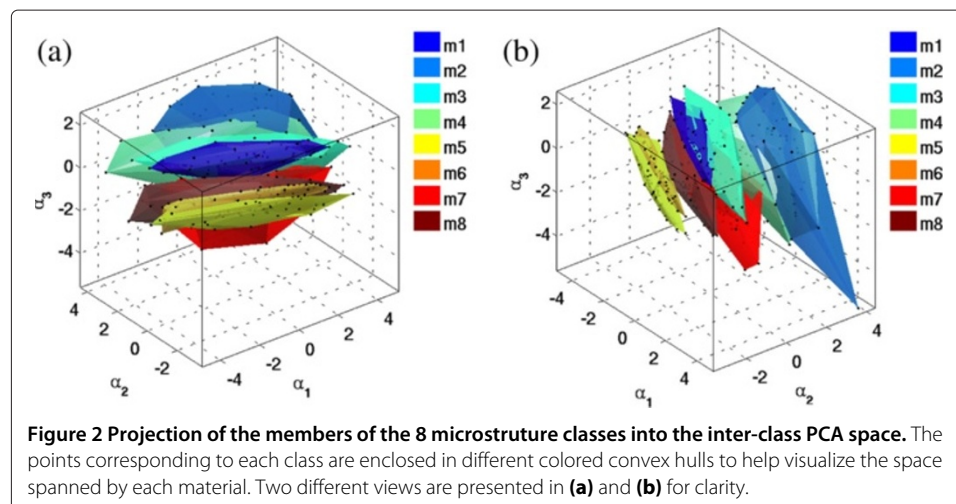 (a)
m1
m2
m3
m4
m5
m6
m7
m8
α3
2
0
-2
-4
4
2
0
-2
α2
-4
-2
0
2
4
α1
(b)
m1
m2
m3
m4
m5
m6
m7
m8
α3
2
0
-2
-4
-4
-2
0
2
4
α1
-2
0
2
4
α2
Figure 2 Projection of the members of the 8 microstruture classes into the inter-class PCA space. The
points corresponding to each class are enclosed in different colored convex hulls to help visualize the space
spanned by each material. Two different views are presented in (a) and (b) for clarity.